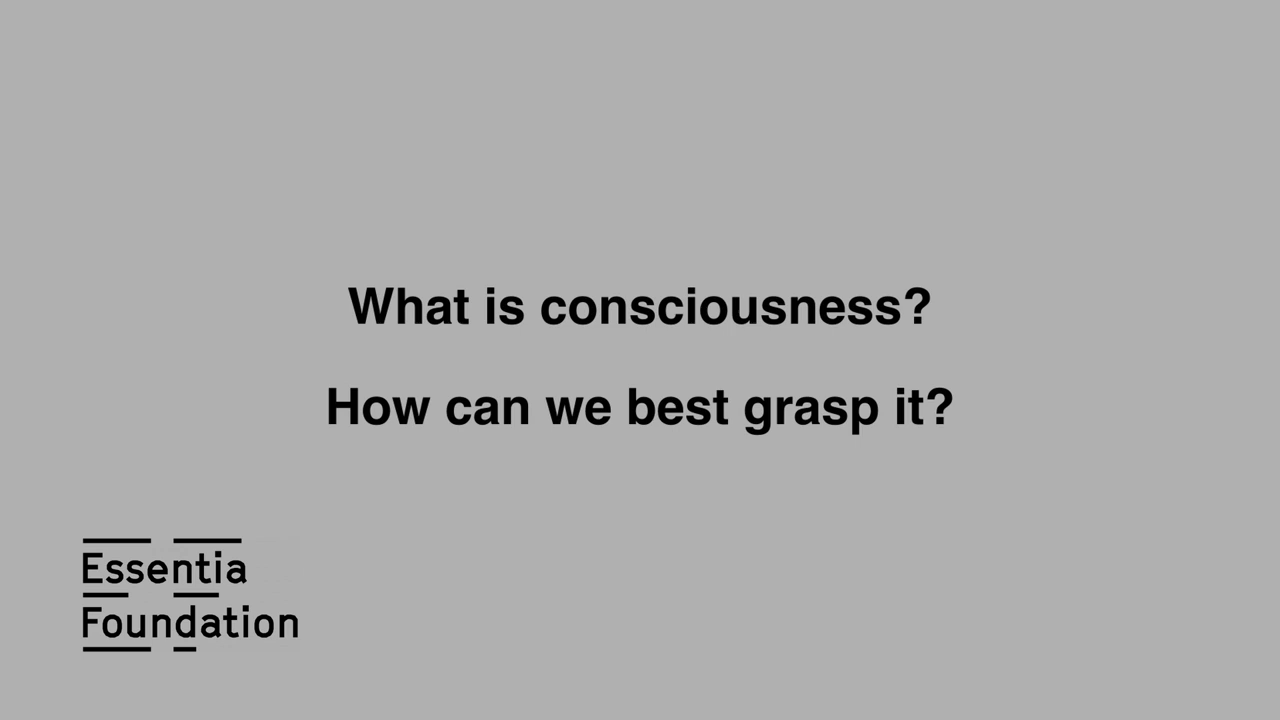 What is consciousness?
How can we best grasp it?
Essentia
Foundation